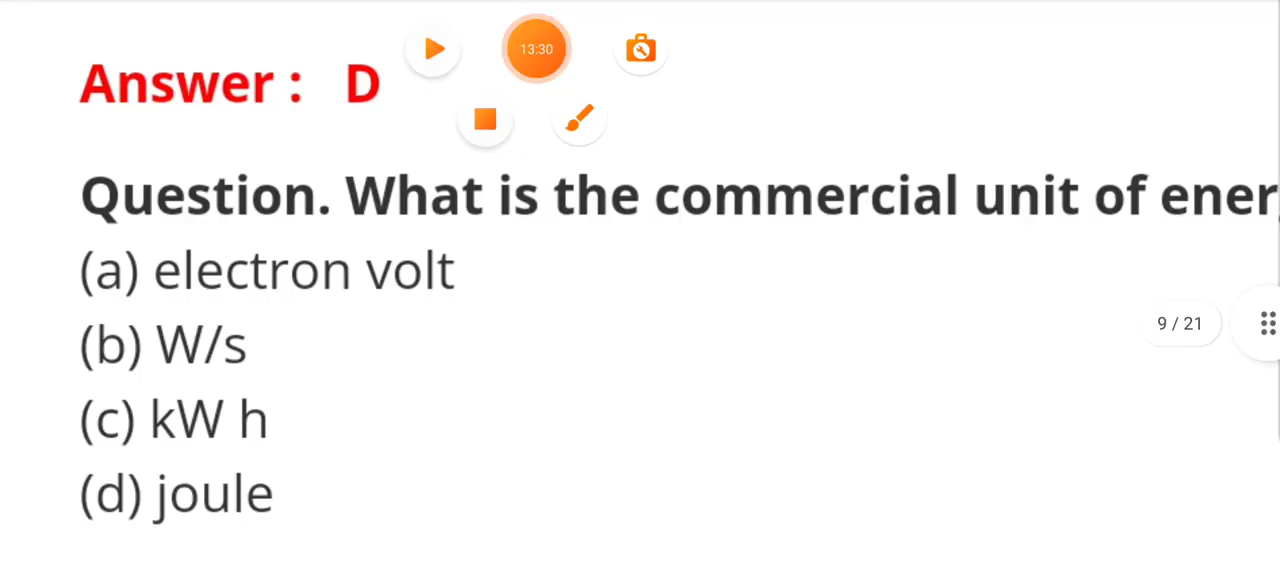 13:30
Answer : D
Question. What is the commercial unit of ener
(a) electron volt
(b) W/s
9 / 21
(c) kW h
(d) joule